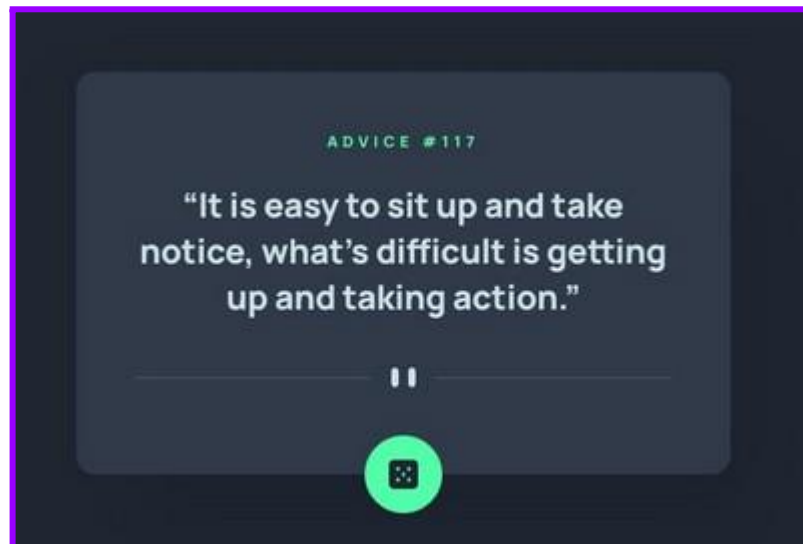 ADVICE #117
“It is easy to sit up and take
notice, what’s difficult is getting
up and taking action.”